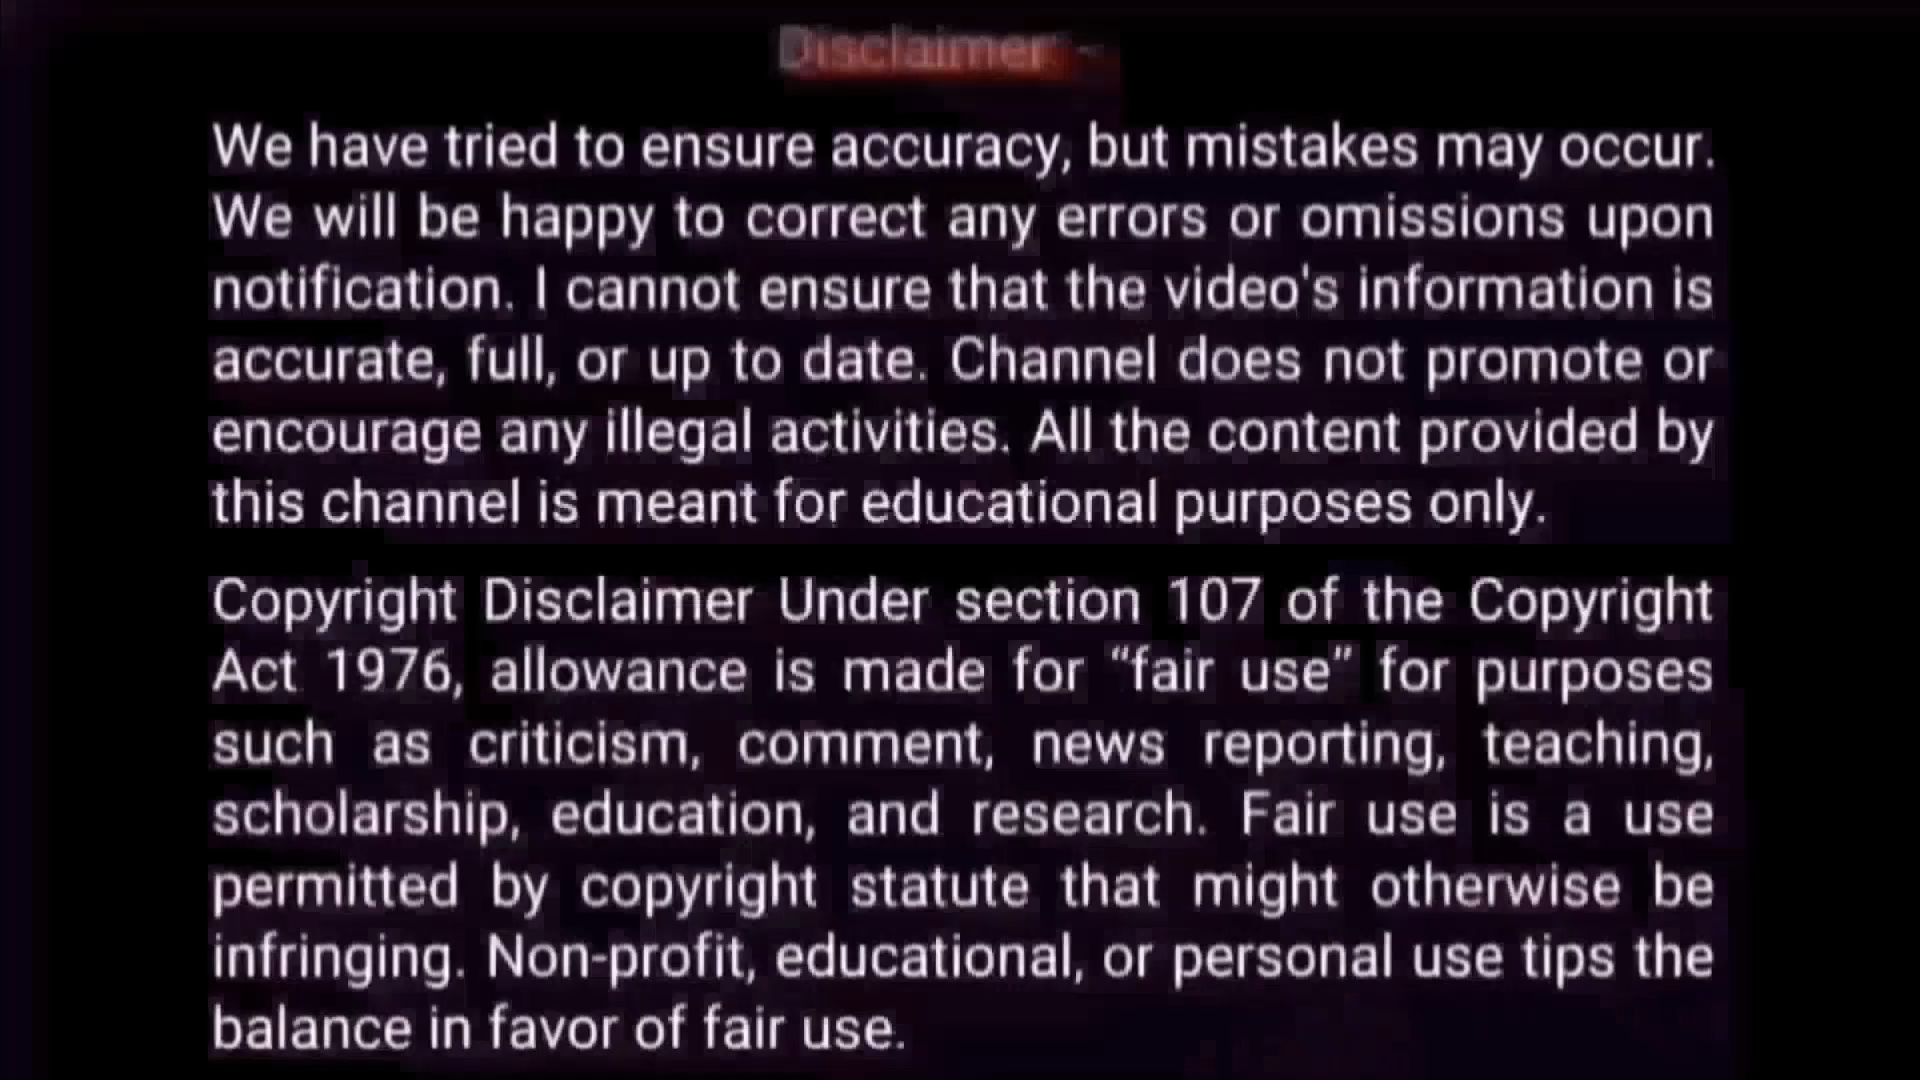 Disclaimer -
We have tried to ensure accuracy, but mistakes may occur.
We will be happy to correct any errors or omissions upon
notification. I cannot ensure that the video's information is
accurate, full, or up to date. Channel does not promote or
encourage any illegal activities. All the content provided by
this channel is meant for educational purposes only.
Copyright Disclaimer Under section 107 of the Copyright
Act 1976, allowance is made for “fair use” for purposes
such as criticism, comment, news reporting, teaching,
scholarship, education, and research. Fair use is a use
permitted by copyright statute that might otherwise be
infringing. Non-profit, educational, or personal use tips the
balance in favor of fair use.